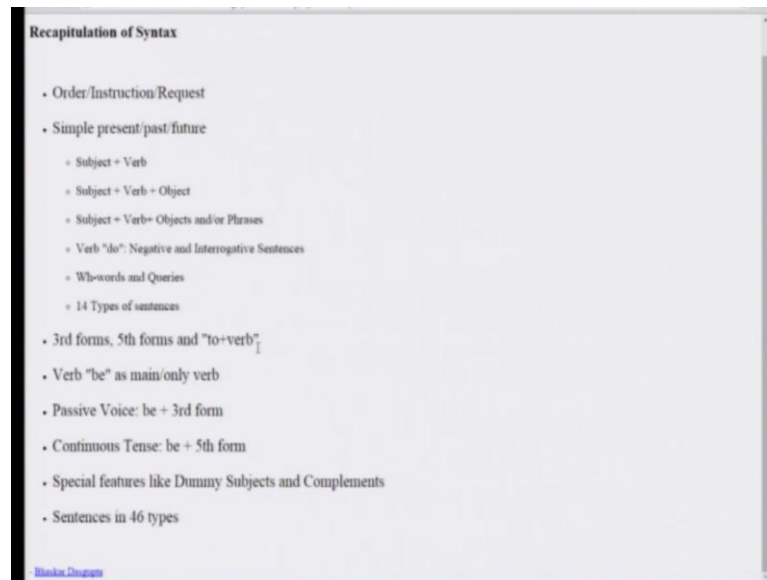 Recapitulation of Syntax
• Order/Instruction/Request
• Simple present/past/future
Subject + Verb
Subject + Verb + Object
Subject + Verb+ Objects and/or Phrases
Verb "do": Negative and Interrogative Sentences
Wh-words and Queries
14 Types of sentences
• 3rd forms, 5th forms and "to+verb"
• Verb "be" as main/only verb
• Passive Voice: be + 3rd form
• Continuous Tense: be + 5th form
• Special features like Dummy Subjects and Complements
• Sentences in 46 types
- Bhaskar Dasgupta